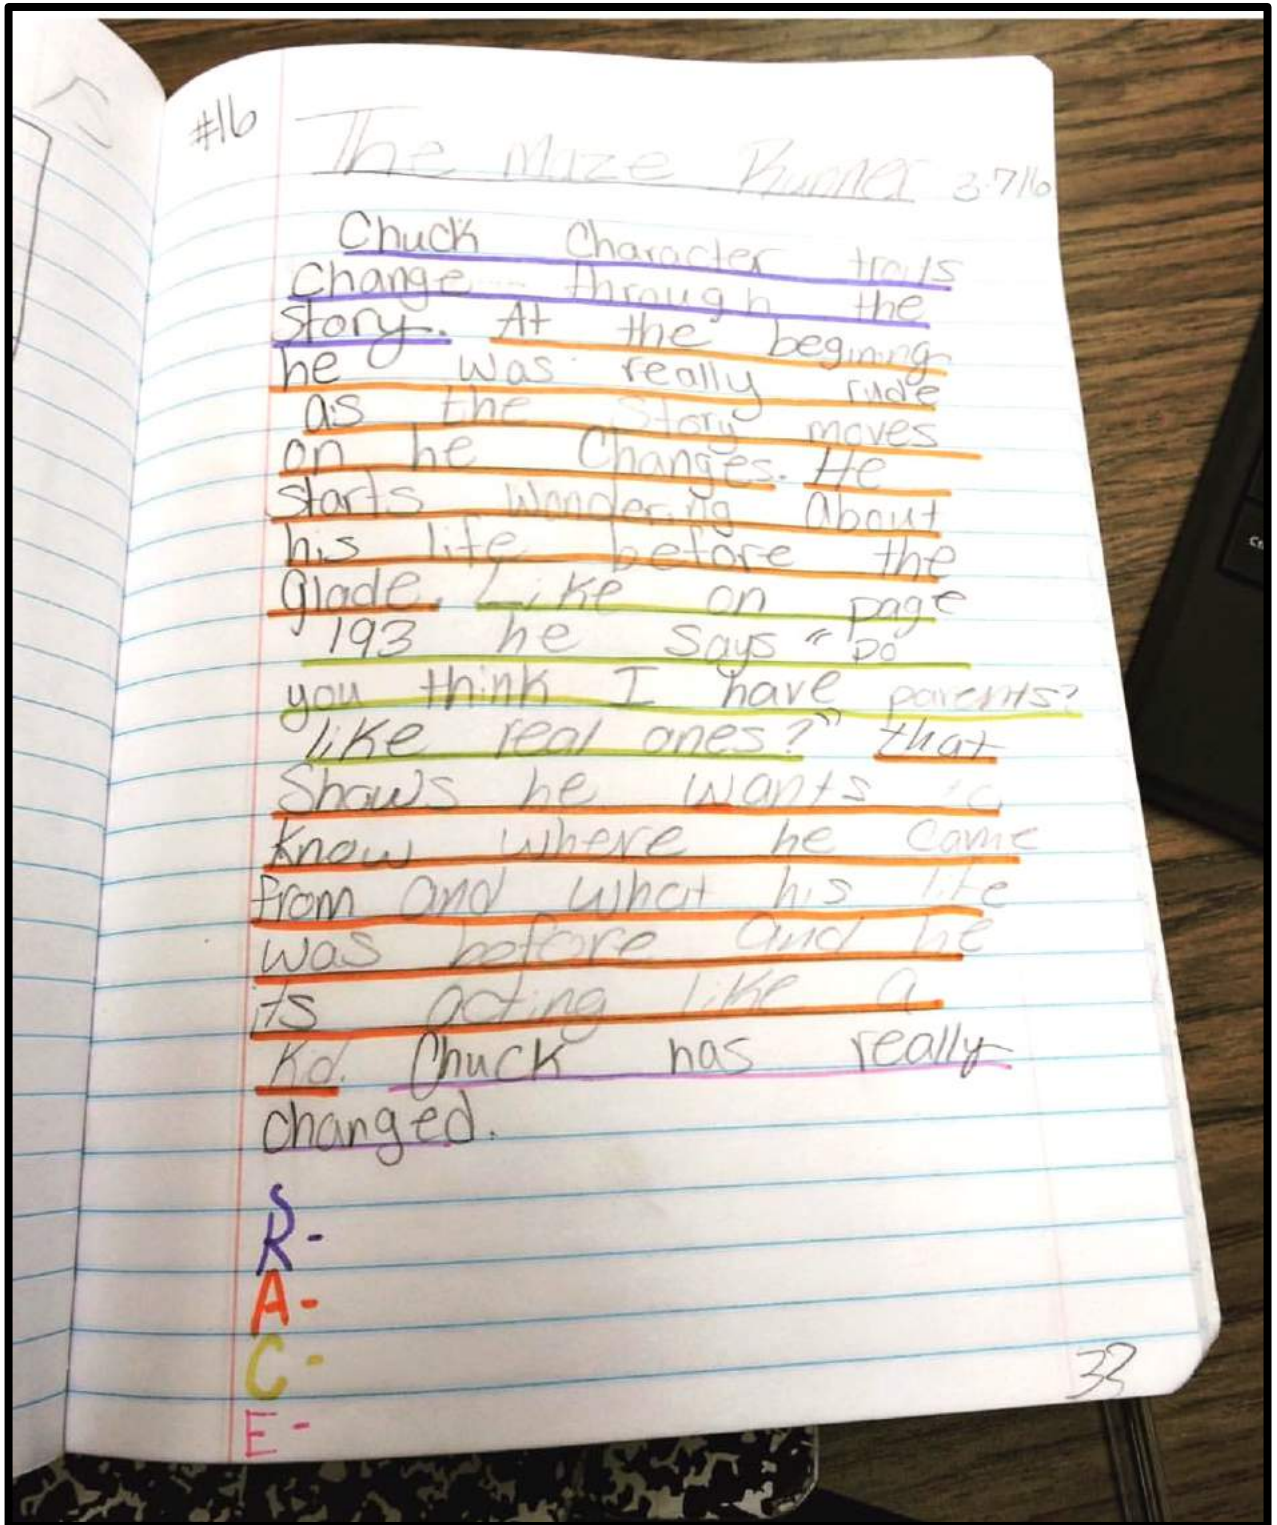 #16
The Maze Runner 3.7/16
Chuck Character traits
Change through the
Story. At the begining
he was really rude
as the Story moves
on he Changes. He
starts Wondering About
his life before the
glade. Like on page
193 he says "Do
you think I have parents?
like real ones?" that
Shows he wants to
know where he came
from and what his life
was before and he
its acting like a
Kd. Chuck has really
changed.
S
R-
A-
C-
E-